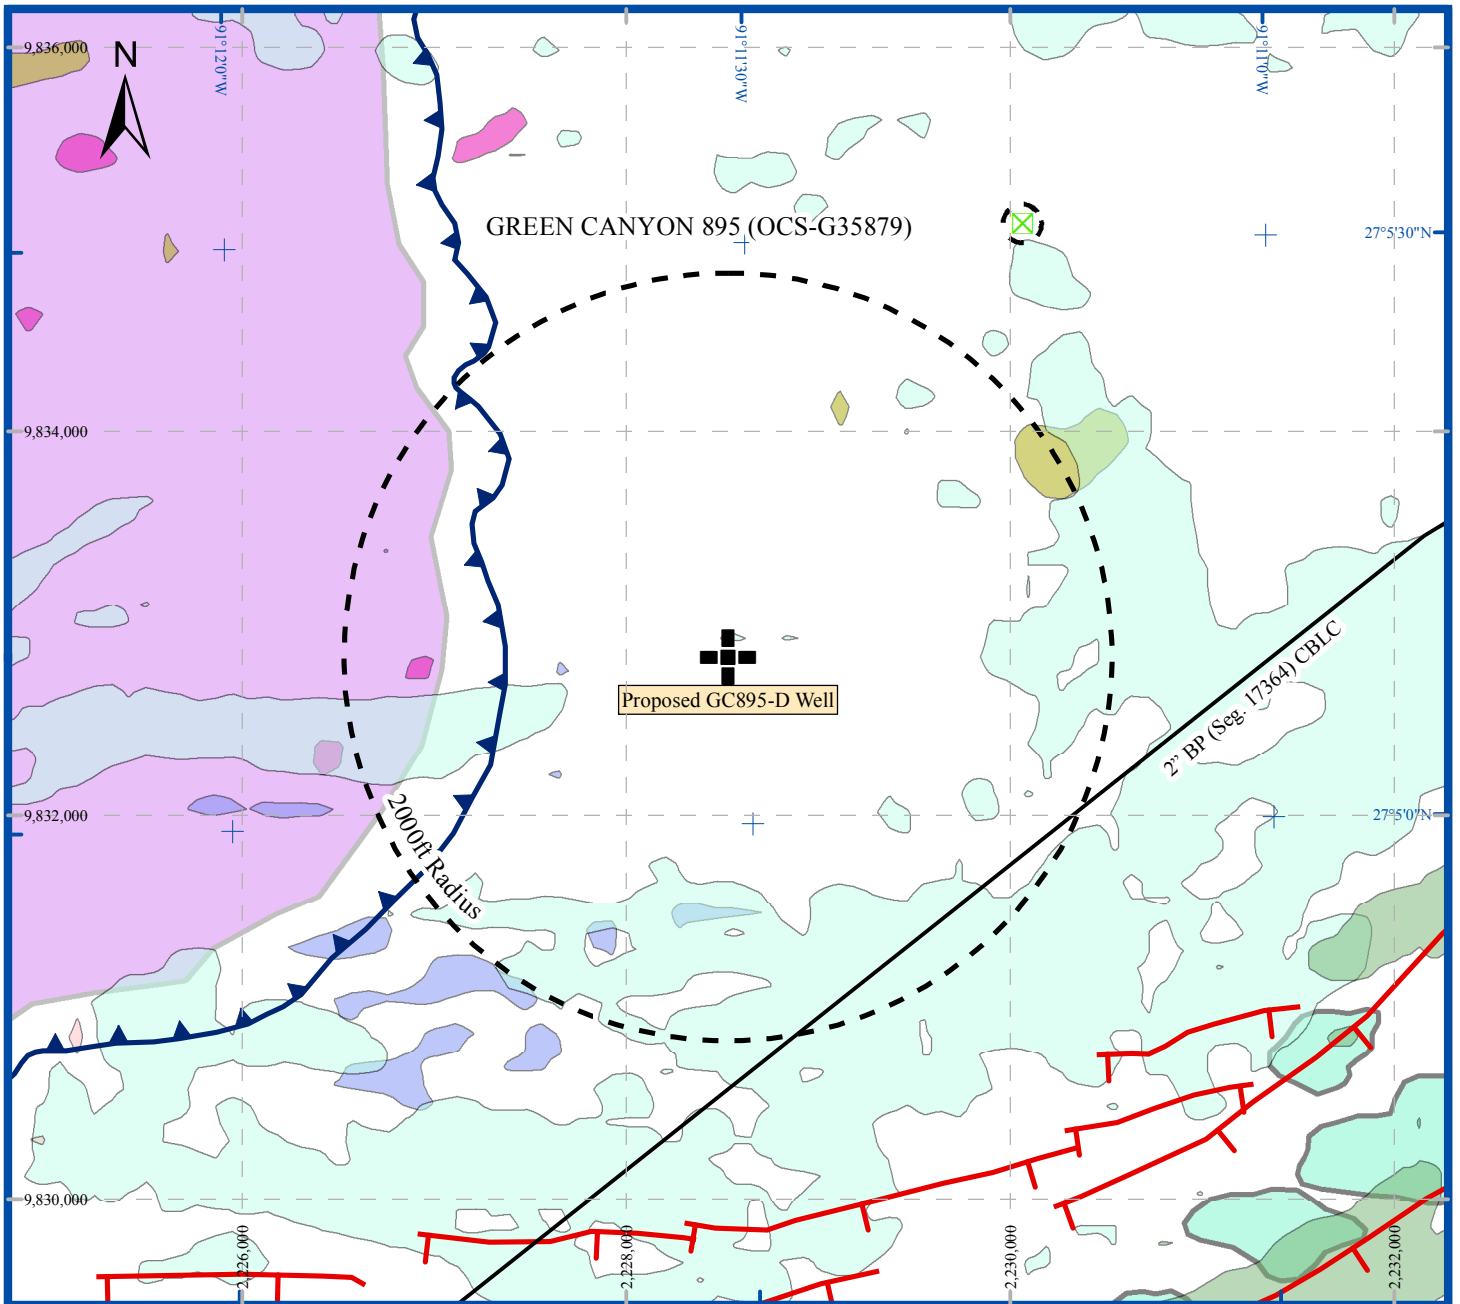 91°12'0"W
91°11'30"W
91°11'0"W
9,836,000
N
GREEN CANYON 895 (OCS-G35879)
27°5'30"N
9,834,000
2" BP (Seg. 17364) CBLC
Proposed GC895-D Well
2000ft Radius
9,832,000
27°5'0"N
9,830,000
2,226,000
2,228,000
2,230,000
2,232,000